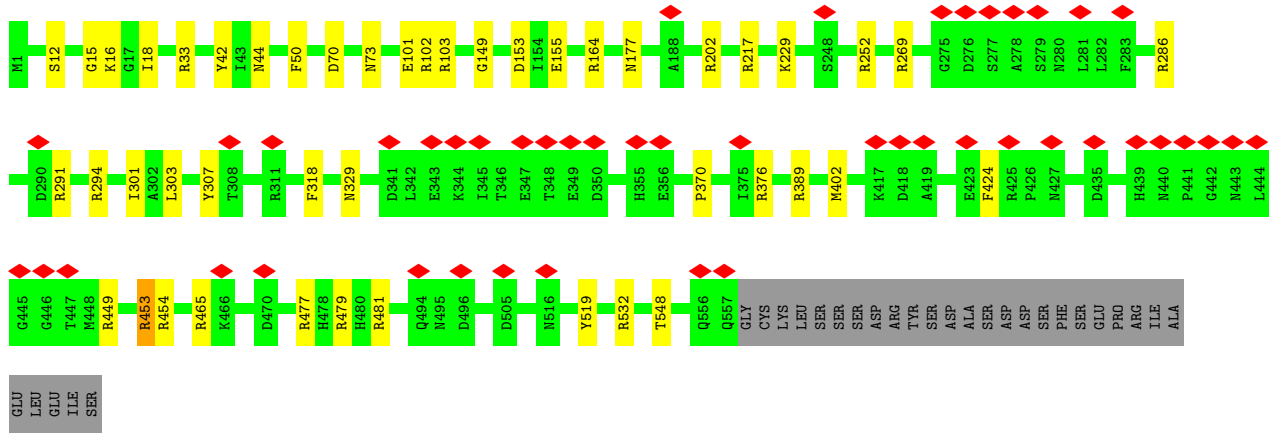 M1 S12 G15 K16 G17 I18 R33 Y42 I43 N44 F50 D70 N73 E101 R102 R103 G149 D153 I154 E155 R164 N177 A188 R202 R217 K229 S248 R252 R269 G275 D276 S277 A278 S279 N280 L281 L282 F283 R286
D290 R291 R294 I301 A302 L303 Y307 T308 R311 F318 N329 D341 L342 E343 K344 I345 T346 E347 T348 E349 D350 H355 E356 P370 I375 R376 R389 M402 K417 D418 A419 E423 F424 R425 P426 N427 D435 H439 N440 P441 G442 N443 L444
G445 G446 T447 M448 R449 R453 R454 R465 K466 D470 R477 H478 R479 H480 R481 Q494 N495 D496 D505 N516 Y519 R532 T548 Q556 Q557 GLY CYS LYS LEU SER SER SER ASP ARG TYR SER ASP ALA SER ASP ASP SER PHE SER GLU PRO ARG ILE ALA
GLU LEU GLU ILE SER